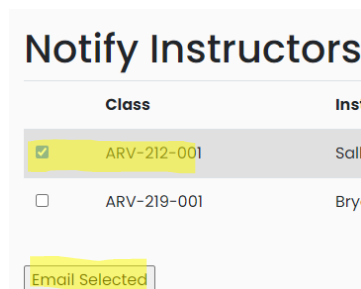 Notify Instructors
Class
ARV-212-001
ARV-219-001
Email Selected